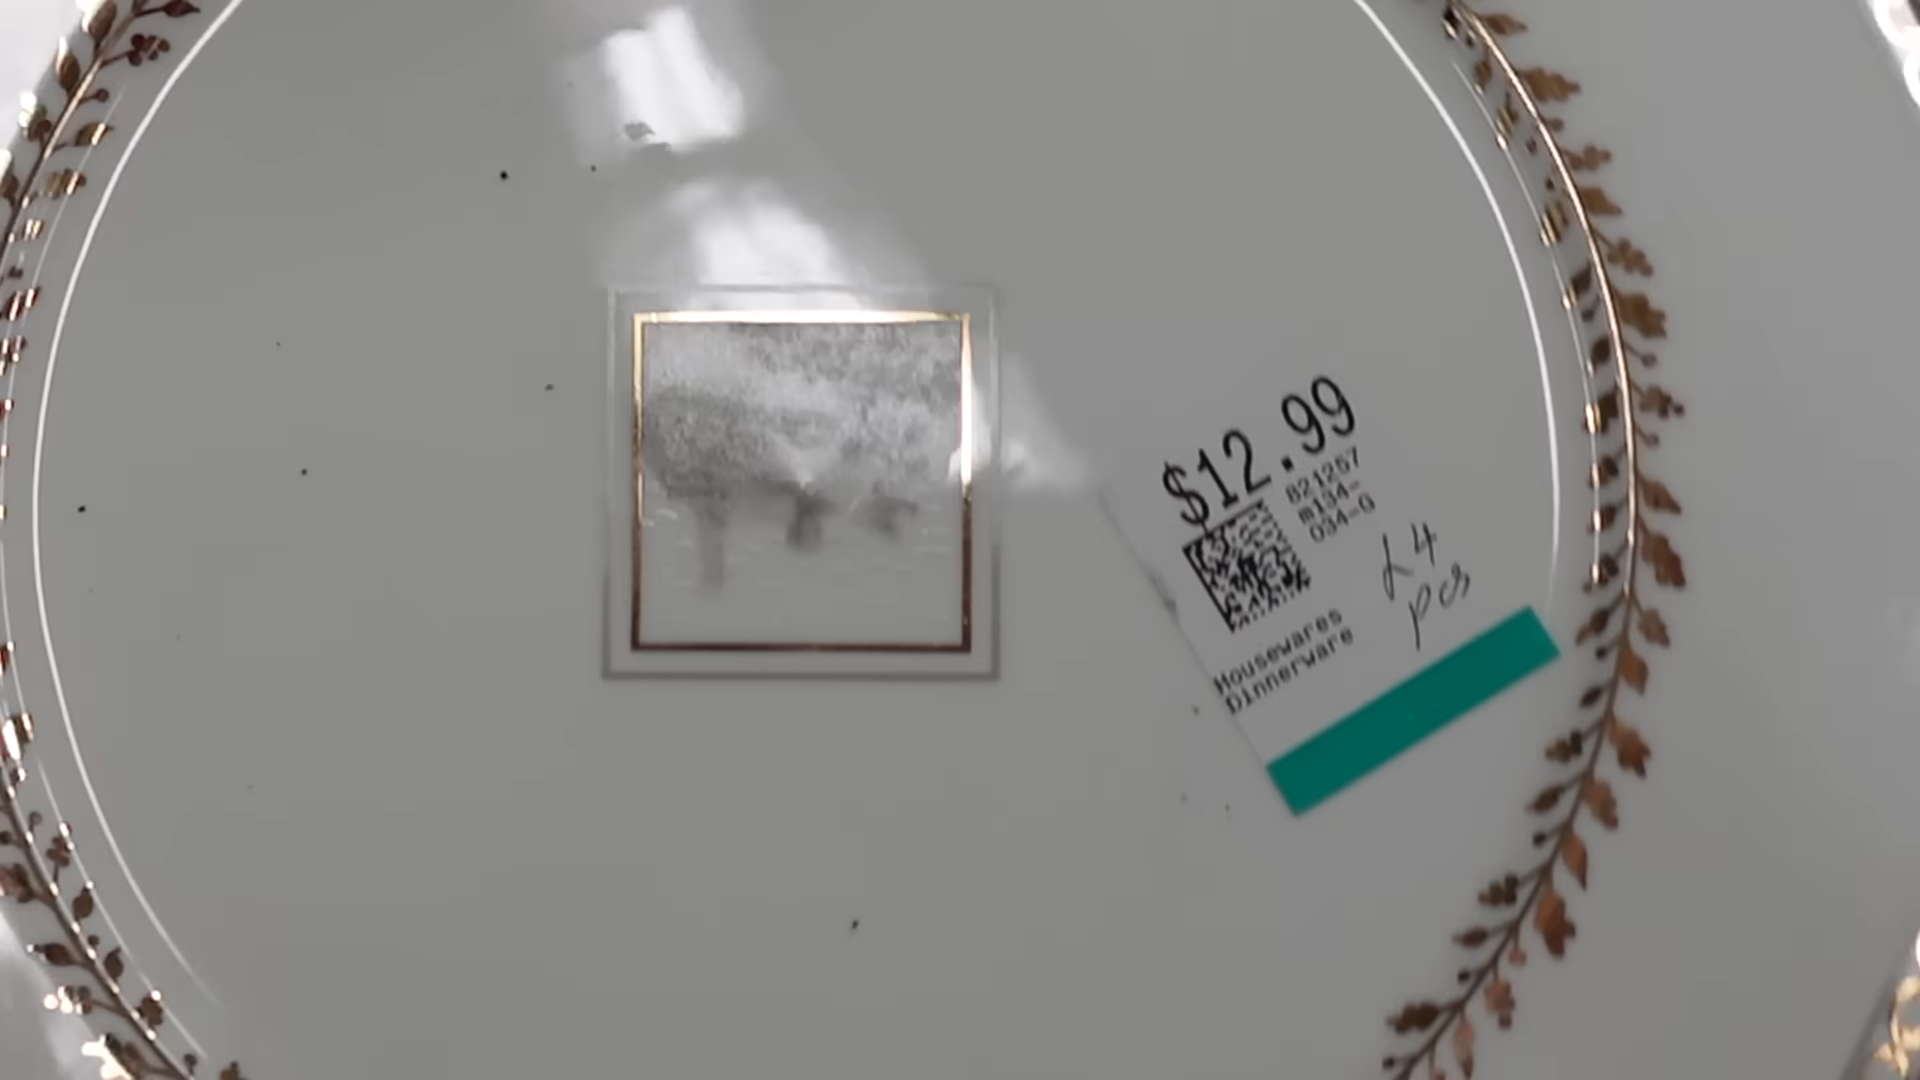 $12.99
821257
m134-
034-G
L4
pcs
Housewares
Dinnerware